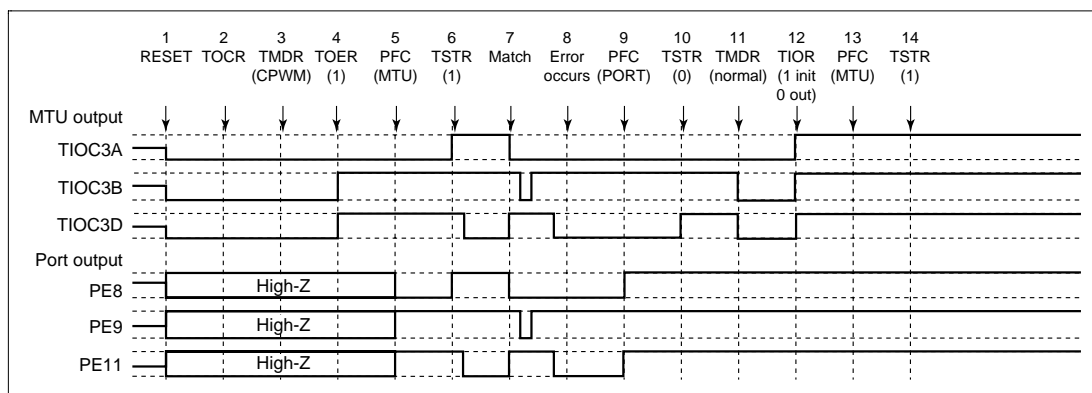 1 2 3 4 5 6 7 8 9 10 11 12 13 14
RESET TOCR TMDR TOER PFC TSTR Match Error PFC TSTR TMDR TIOR PFC TSTR
(CPWM) (1) (MTU) (1) occurs (PORT) (0) (normal) (1 init (MTU) (1)
0 out)
MTU output
TIOC3A
TIOC3B
TIOC3D
Port output
PE8 High-Z
PE9 High-Z
PE11 High-Z